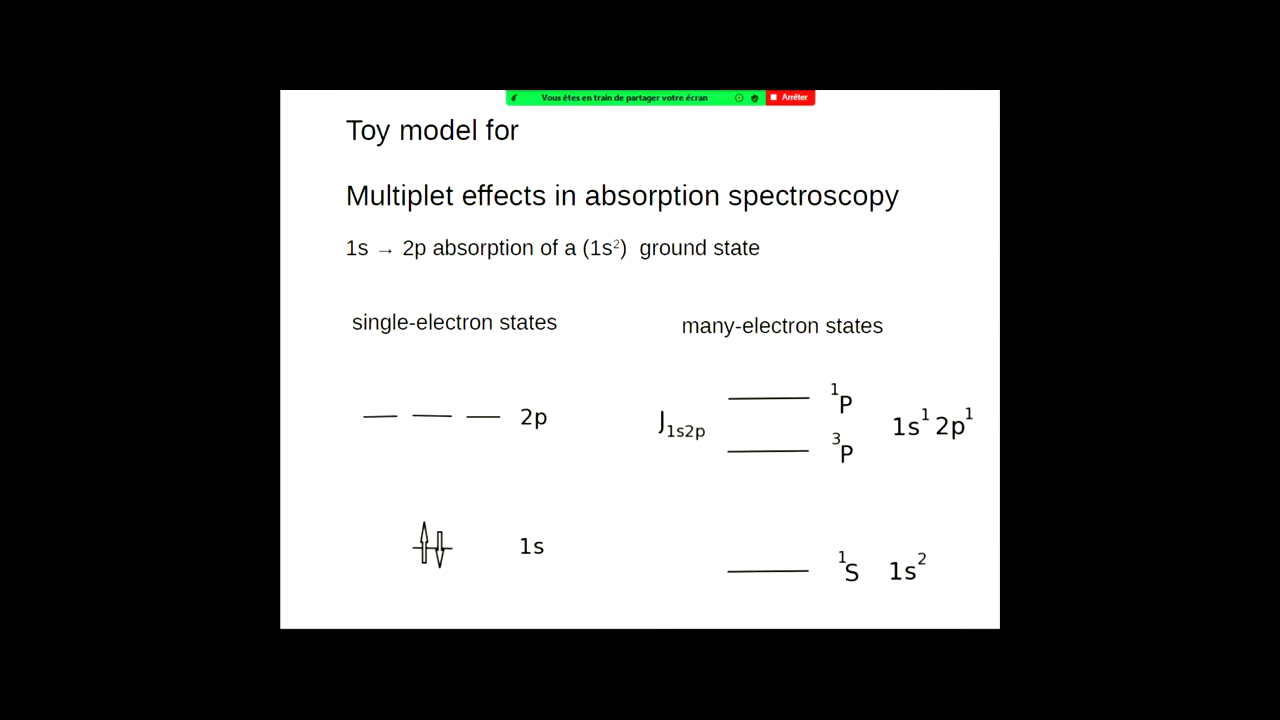 Vous êtes en train de partager votre écran
Arrêter
Toy model for
Multiplet effects in absorption spectroscopy
1s → 2p absorption of a (1s²) ground state
single-electron states
many-electron states
2p
1s
J₁ₛ₂ₚ
¹P
³P
1s¹ 2p¹
¹S 1s²